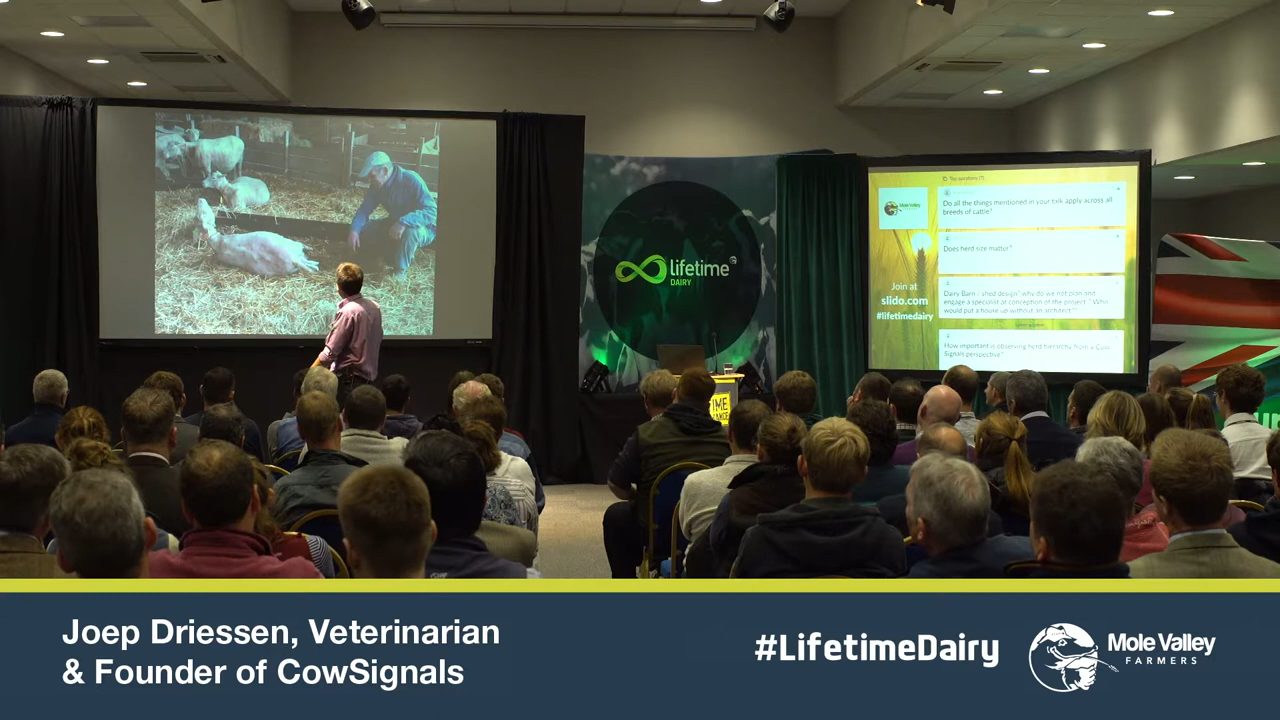 Top questions (7)
Do all the things mentioned in your talk apply across all
breeds of cattle?
Does herd size matter?
Dairy Barn / shed design? why do we not plan and
engage a specialist at conception of the project." Who
would put a house up without an architect""
How important is observing herd hierarchy from a Cow
Signals perspective?
Join at
slido.com
#lifetimedairy
lifetime
DAIRY
Joep Driessen, Veterinarian
& Founder of CowSignals
#LifetimeDairy
Mole Valley
FARMERS